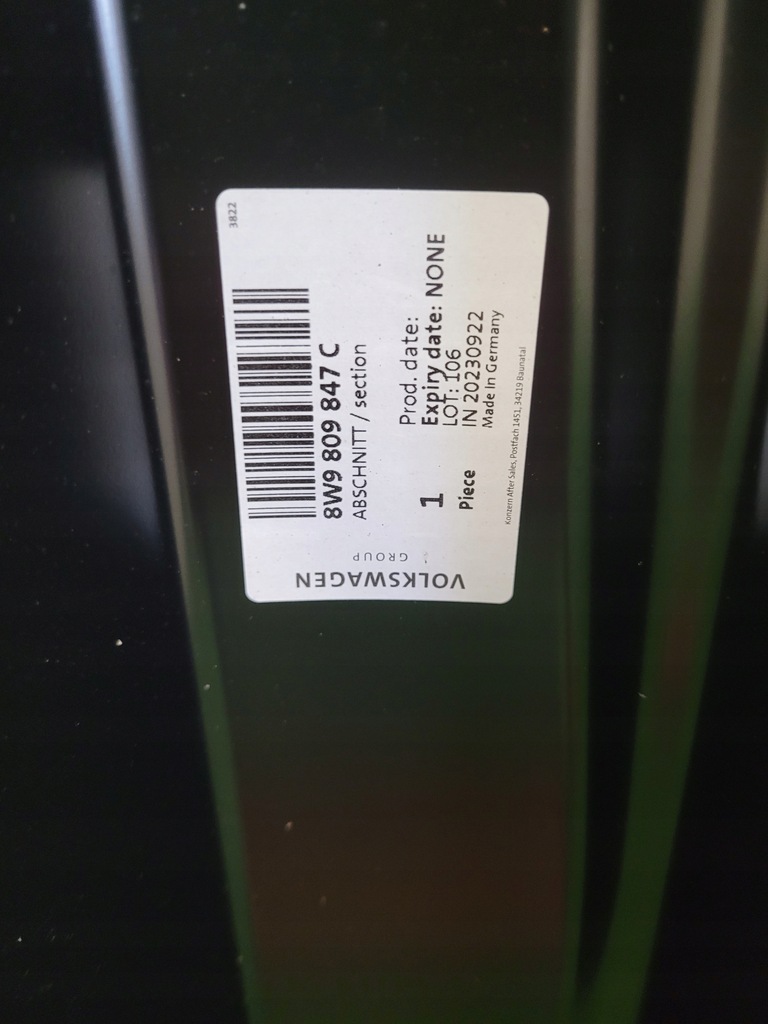 3822
8W9 809 847 C
ABSCHNITT / section
Prod. date:
Expiry date: NONE
LOT: 106
IN 20230922
Made In Germany
1
Piece
Konzern After Sales, Postfach 1451, 34219 Baunatal
VOLKSWAGEN
GROUP